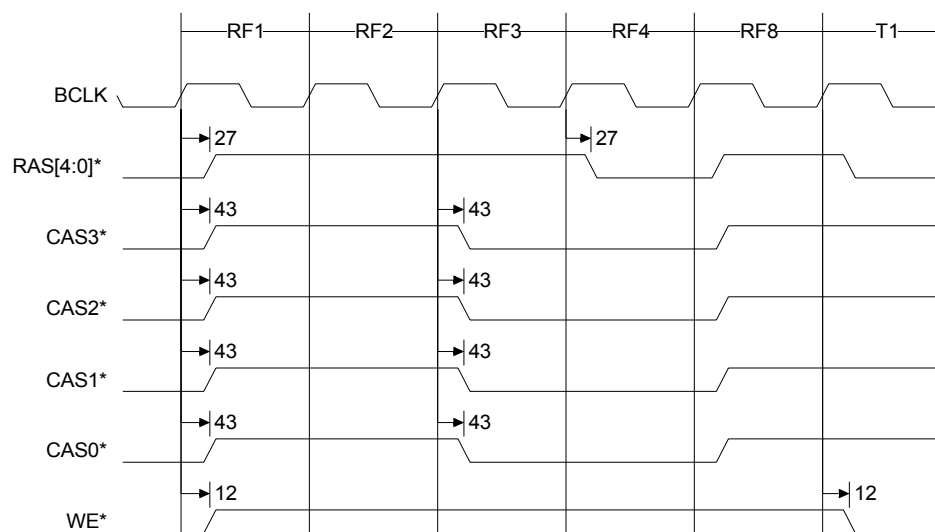 RF1 RF2 RF3 RF4 RF8 T1
BCLK
27 27
RAS[4:0]*
43 43
CAS3*
43 43
CAS2*
43 43
CAS1*
43 43
CAS0*
12 12
WE*